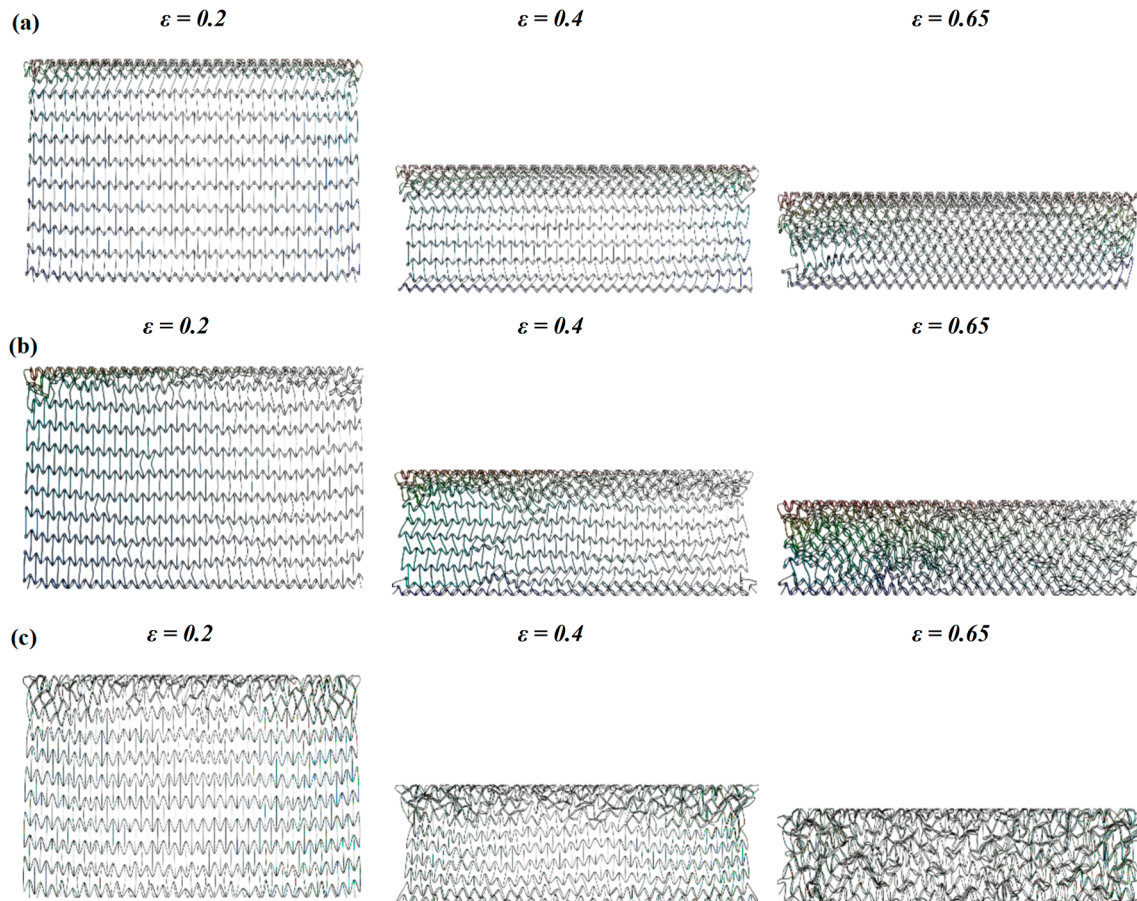 (a) ε = 0.2 ε = 0.4 ε = 0.65
(b) ε = 0.2 ε = 0.4 ε = 0.65
(c) ε = 0.2 ε = 0.4 ε = 0.65